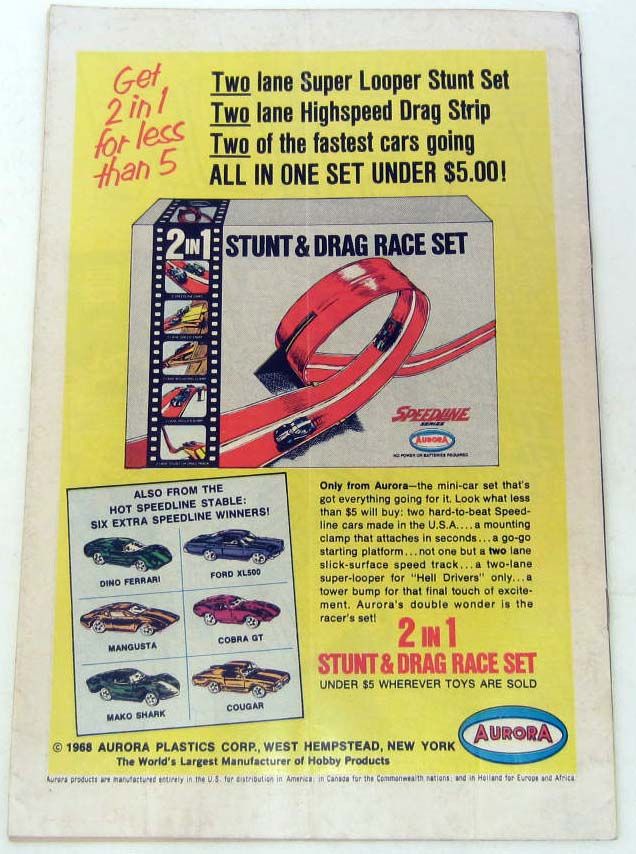 Get
2 in 1
for less
than 5
Two lane Super Looper Stunt Set
Two lane Highspeed Drag Strip
Two of the fastest cars going
ALL IN ONE SET UNDER $5.00!
2 IN 1 STUNT & DRAG RACE SET
SPEEDLINE
SERIES
AURORA
NO POWER OR BATTERIES REQUIRED
ALSO FROM THE
HOT SPEEDLINE STABLE:
SIX EXTRA SPEEDLINE WINNERS!
DINO FERRARI
FORD XL500
MANGUSTA
COBRA GT
MAKO SHARK
COUGAR
Only from Aurora—the mini-car set that's
got everything going for it. Look what less
than $5 will buy: two hard-to-beat Speed-
line cars made in the U.S.A.... a mounting
clamp that attaches in seconds... a go-go
starting platform... not one but a two lane
slick-surface speed track... a two-lane
super-looper for "Hell Drivers" only... a
tower bump for that final touch of excite-
ment. Aurora's double wonder is the
racer's set!
2 IN 1
STUNT & DRAG RACE SET
UNDER $5 WHEREVER TOYS ARE SOLD
AURORA
© 1968 AURORA PLASTICS CORP., WEST HEMPSTEAD, NEW YORK
The World's Largest Manufacturer of Hobby Products
Aurora products are manufactured entirely in the U.S. for distribution in America; in Canada for the Commonwealth nations; and in Holland for Europe and Africa.